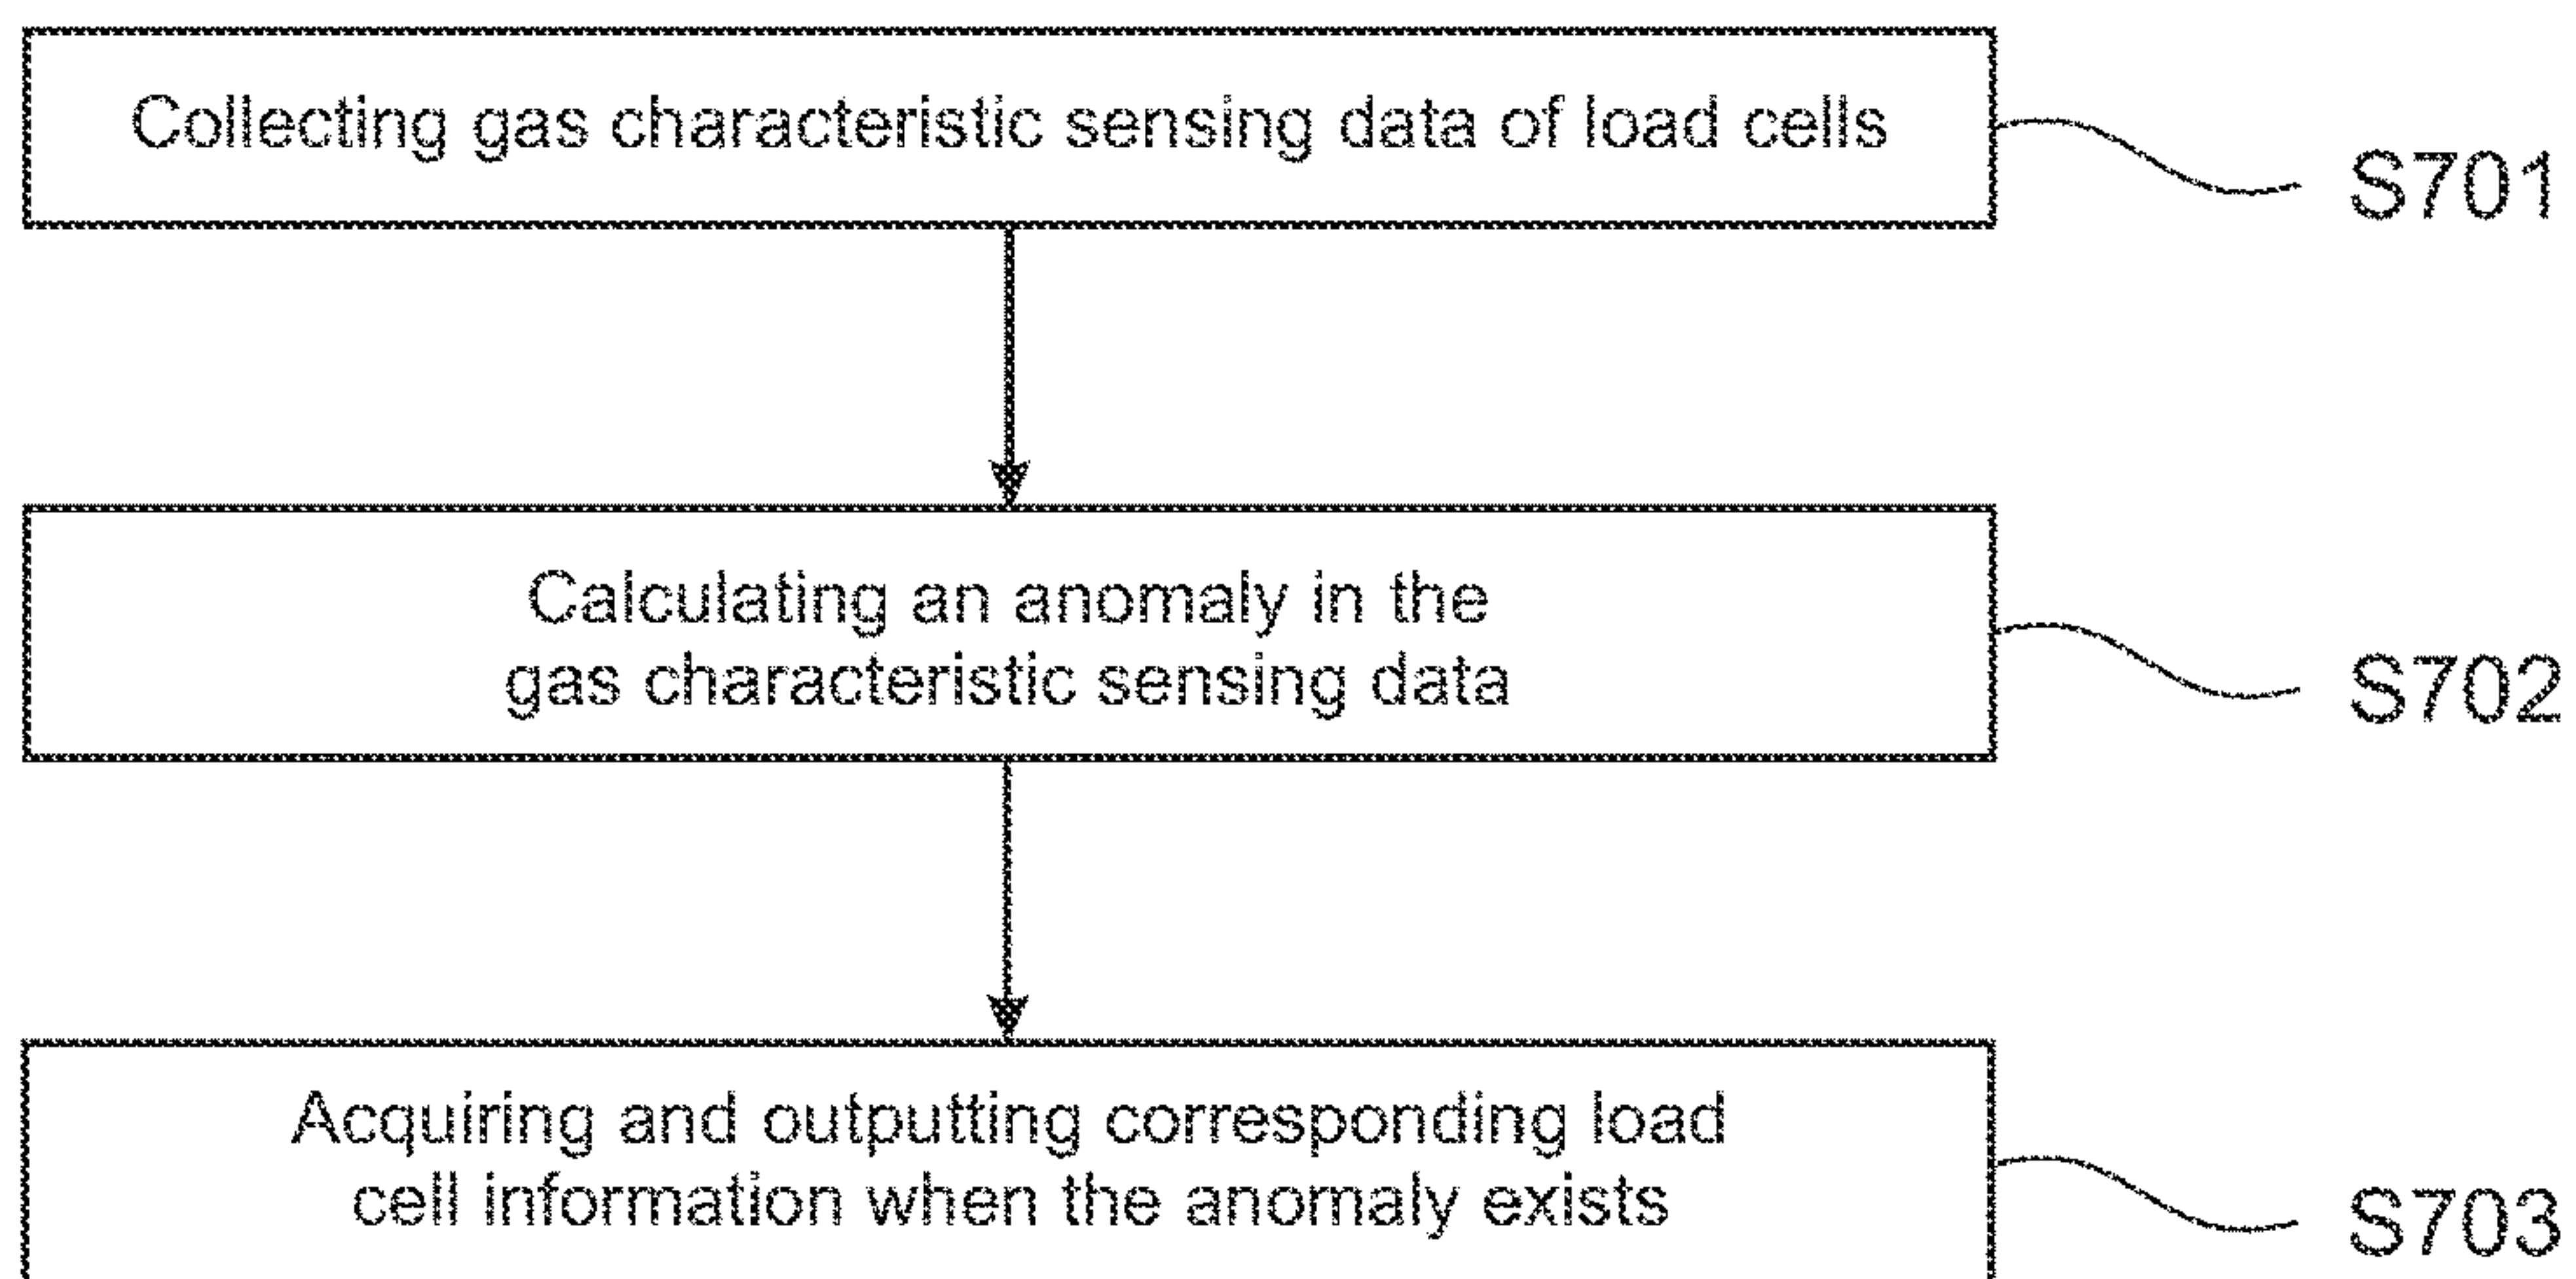 Collecting gas characteristic sensing data of load cells
S701
Calculating an anomaly in the
gas characteristic sensing data
S702
Acquiring and outputting corresponding load
cell information when the anomaly exists
S703